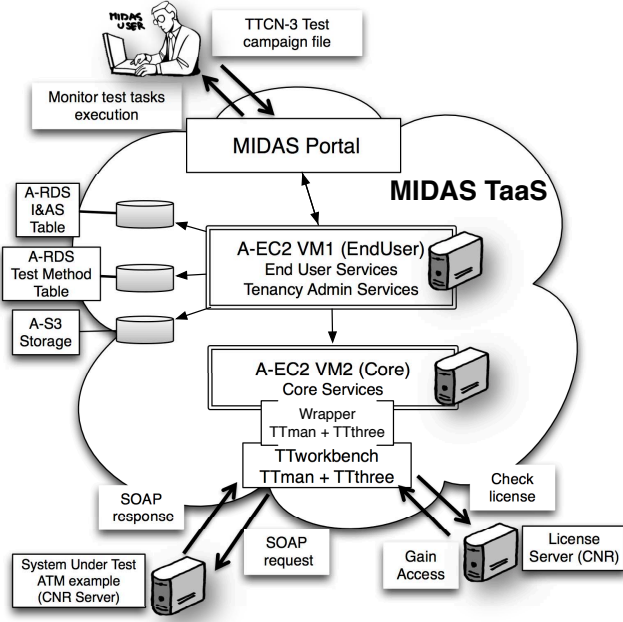 MIDAS
USER
TTCN-3 Test
campaign file
Monitor test tasks
execution
MIDAS Portal
MIDAS TaaS
A-RDS
I&AS
Table
A-RDS
Test Method
Table
A-S3
Storage
A-EC2 VM1 (EndUser)
End User Services
Tenancy Admin Services
A-EC2 VM2 (Core)
Core Services
Wrapper
TTman + TTthree
TTworkbench
TTman + TTthree
SOAP
response
SOAP
request
Check
license
Gain
Access
System Under Test
ATM example
(CNR Server)
License
Server (CNR)